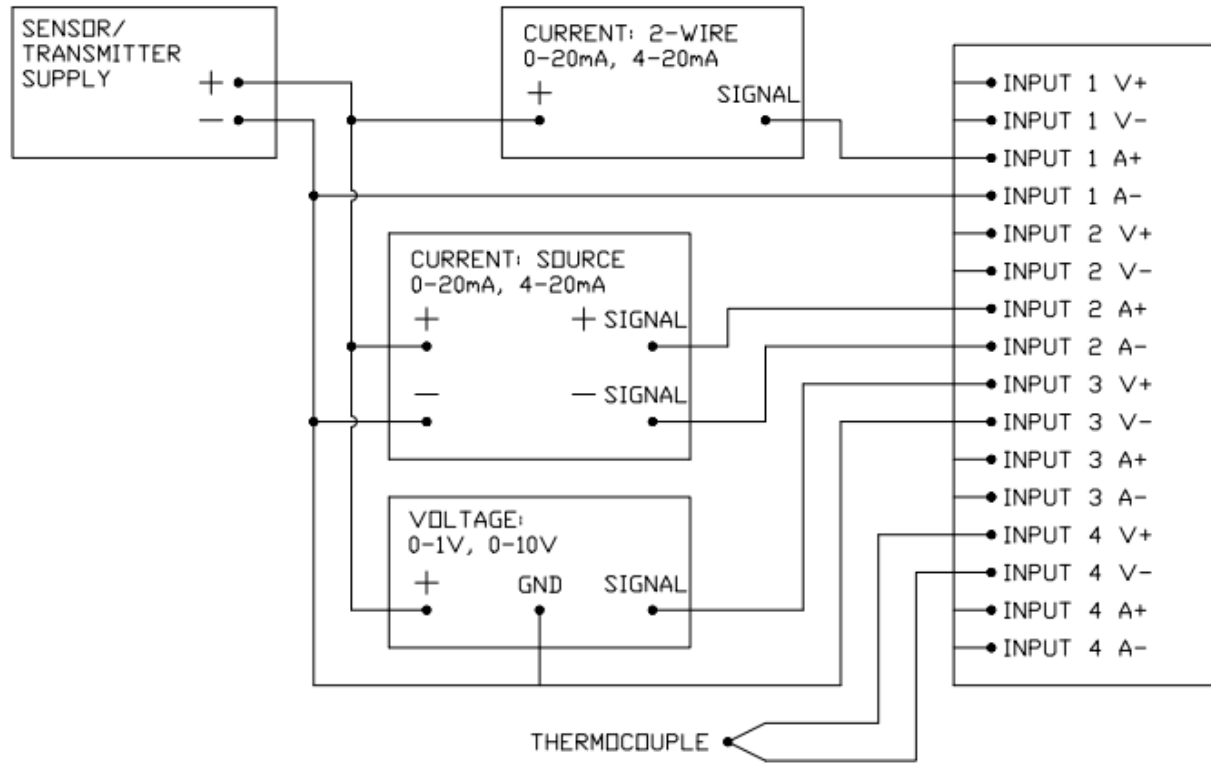 SENSOR/
TRANSMITTER
SUPPLY
+
−
CURRENT: 2-WIRE
0-20mA, 4-20mA
+
SIGNAL
CURRENT: SOURCE
0-20mA, 4-20mA
+
+ SIGNAL
−
− SIGNAL
VOLTAGE:
0-1V, 0-10V
+
GND
SIGNAL
THERMOCOUPLE
INPUT 1 V+
INPUT 1 V-
INPUT 1 A+
INPUT 1 A-
INPUT 2 V+
INPUT 2 V-
INPUT 2 A+
INPUT 2 A-
INPUT 3 V+
INPUT 3 V-
INPUT 3 A+
INPUT 3 A-
INPUT 4 V+
INPUT 4 V-
INPUT 4 A+
INPUT 4 A-